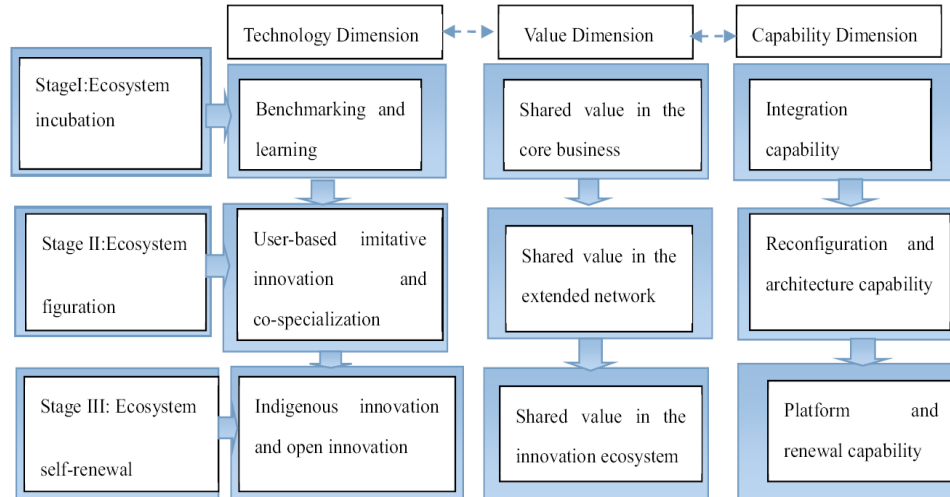 Technology Dimension
Value Dimension
Capability Dimension
StageI:Ecosystem
incubation
Benchmarking and
learning
Shared value in the
core business
Integration
capability
Stage II:Ecosystem
figuration
User-based imitative
innovation and
co-specialization
Shared value in the
extended network
Reconfiguration and
architecture capability
Stage III: Ecosystem
self-renewal
Indigenous innovation
and open innovation
Shared value in the
innovation ecosystem
Platform and
renewal capability